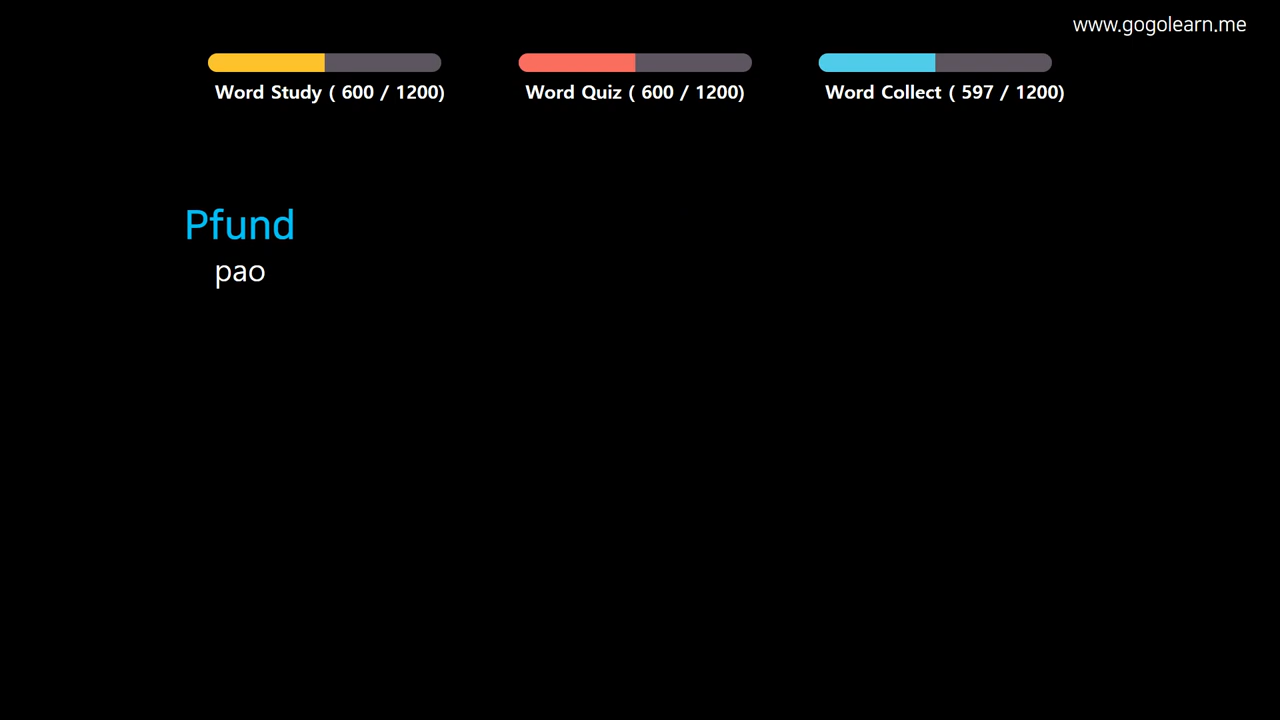 www.gogolearn.me
Word Study ( 600 / 1200)
Word Quiz ( 600 / 1200)
Word Collect ( 597 / 1200)
Pfund
pao